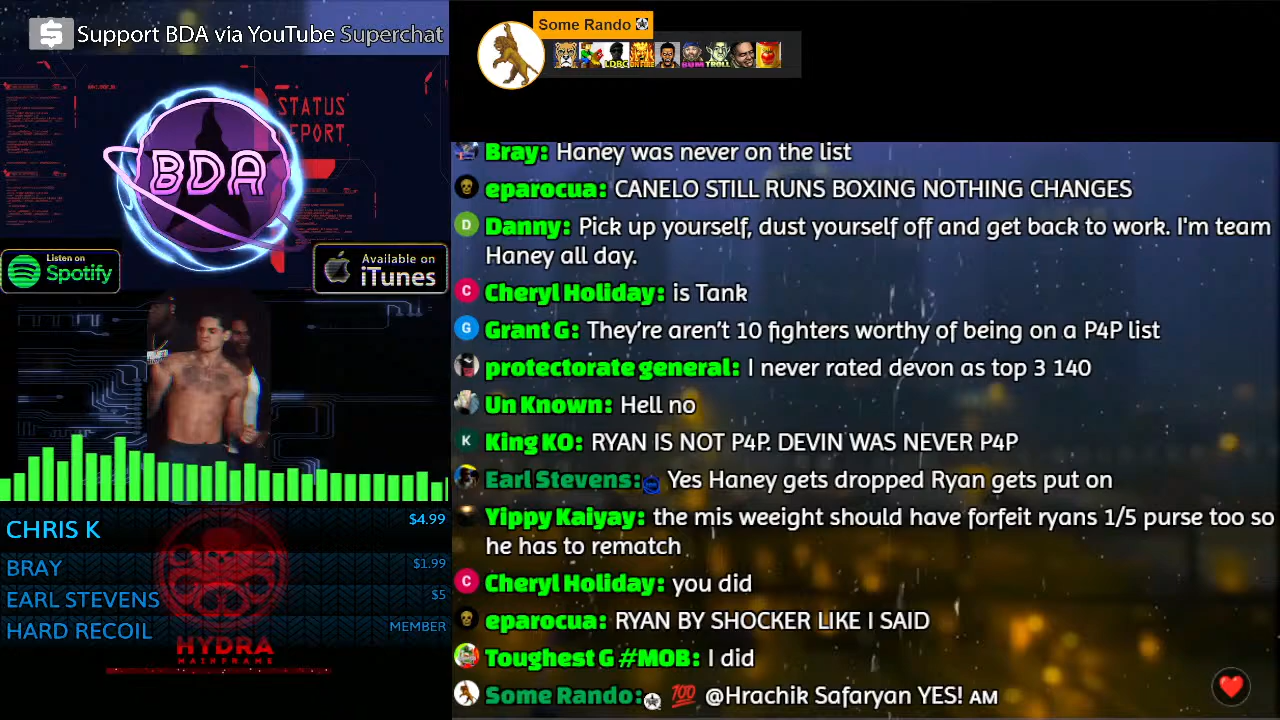 Support BDA via YouTube Superchat
STATUS
BDA
Listen on
Spotify
Available on
iTunes
CHRIS K $4.99
BRAY $1.99
EARL STEVENS $5
HARD RECOIL MEMBER
HYDRA
MAINFRAME
Some Rando
LDBC ON FIRE BUM TROLL
Bray: Haney was never on the list
eparocua: CANELO STILL RUNS BOXING NOTHING CHANGES
D Danny: Pick up yourself, dust yourself off and get back to work. I'm team
Haney all day.
C Cheryl Holiday: is Tank
G Grant G: They're aren't 10 fighters worthy of being on a P4P list
protectorate general: I never rated devon as top 3 140
Un Known: Hell no
K King KO: RYAN IS NOT P4P. DEVIN WAS NEVER P4P
Earl Stevens: Yes Haney gets dropped Ryan gets put on
Yippy Kaiyay: the mis weeight should have forfeit ryans 1/5 purse too so
he has to rematch
C Cheryl Holiday: you did
eparocua: RYAN BY SHOCKER LIKE I SAID
Toughest G #MOB: I did
Some Rando: 💯 @Hrachik Safaryan YES! AM